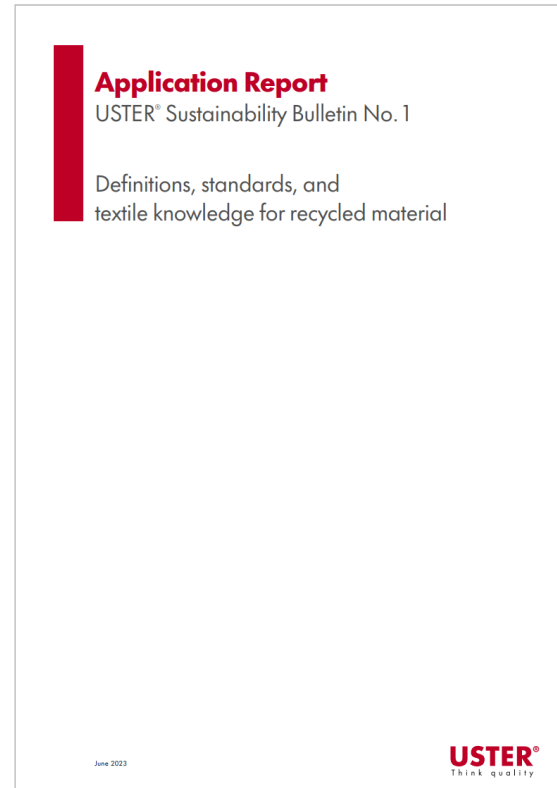 Application Report
USTER® Sustainability Bulletin No. 1
Definitions, standards, and
textile knowledge for recycled material
June 2023
USTER®
Think quality